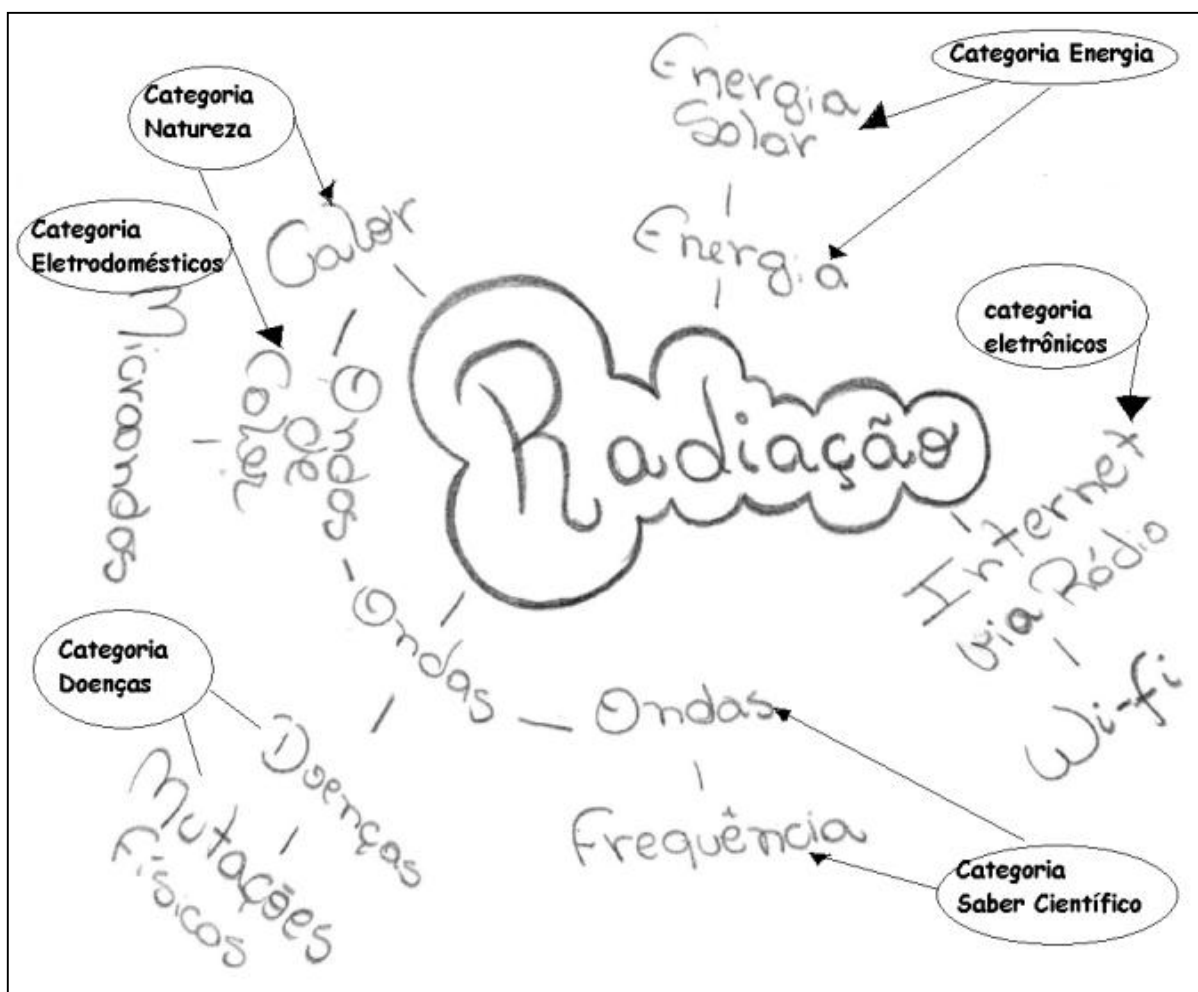 Categoria Energia
Energia
Solar
Categoria
Natureza
Calor
Energia
Categoria
Eletrodomésticos
categoria
eletrônicos
Microondas
Ondas
de
Calor
Radiação
Internet
via Rádio
Wi-fi
Ondas
Ondas
Frequência
Categoria
Doenças
Doenças
Mutações
Físicas
Categoria
Saber Científico